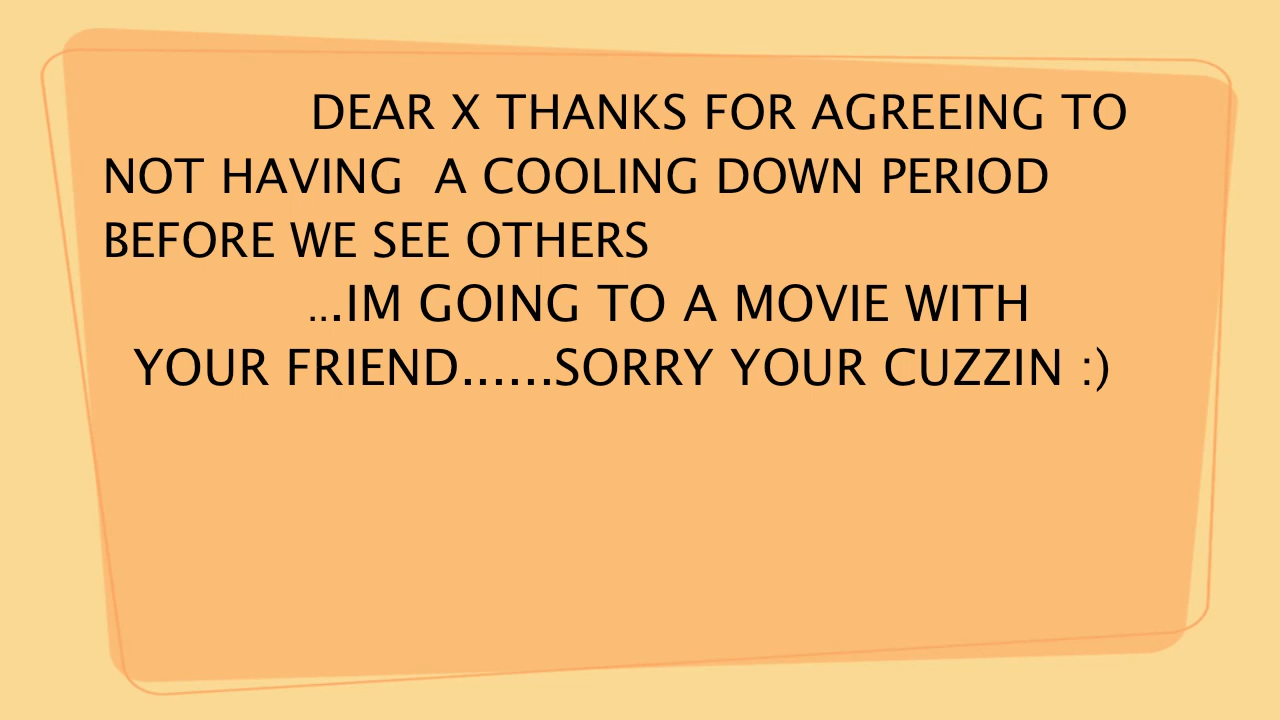 DEAR X THANKS FOR AGREEING TO
NOT HAVING  A COOLING DOWN PERIOD
BEFORE WE SEE OTHERS
...IM GOING TO A MOVIE WITH
YOUR FRIEND......SORRY YOUR CUZZIN :)